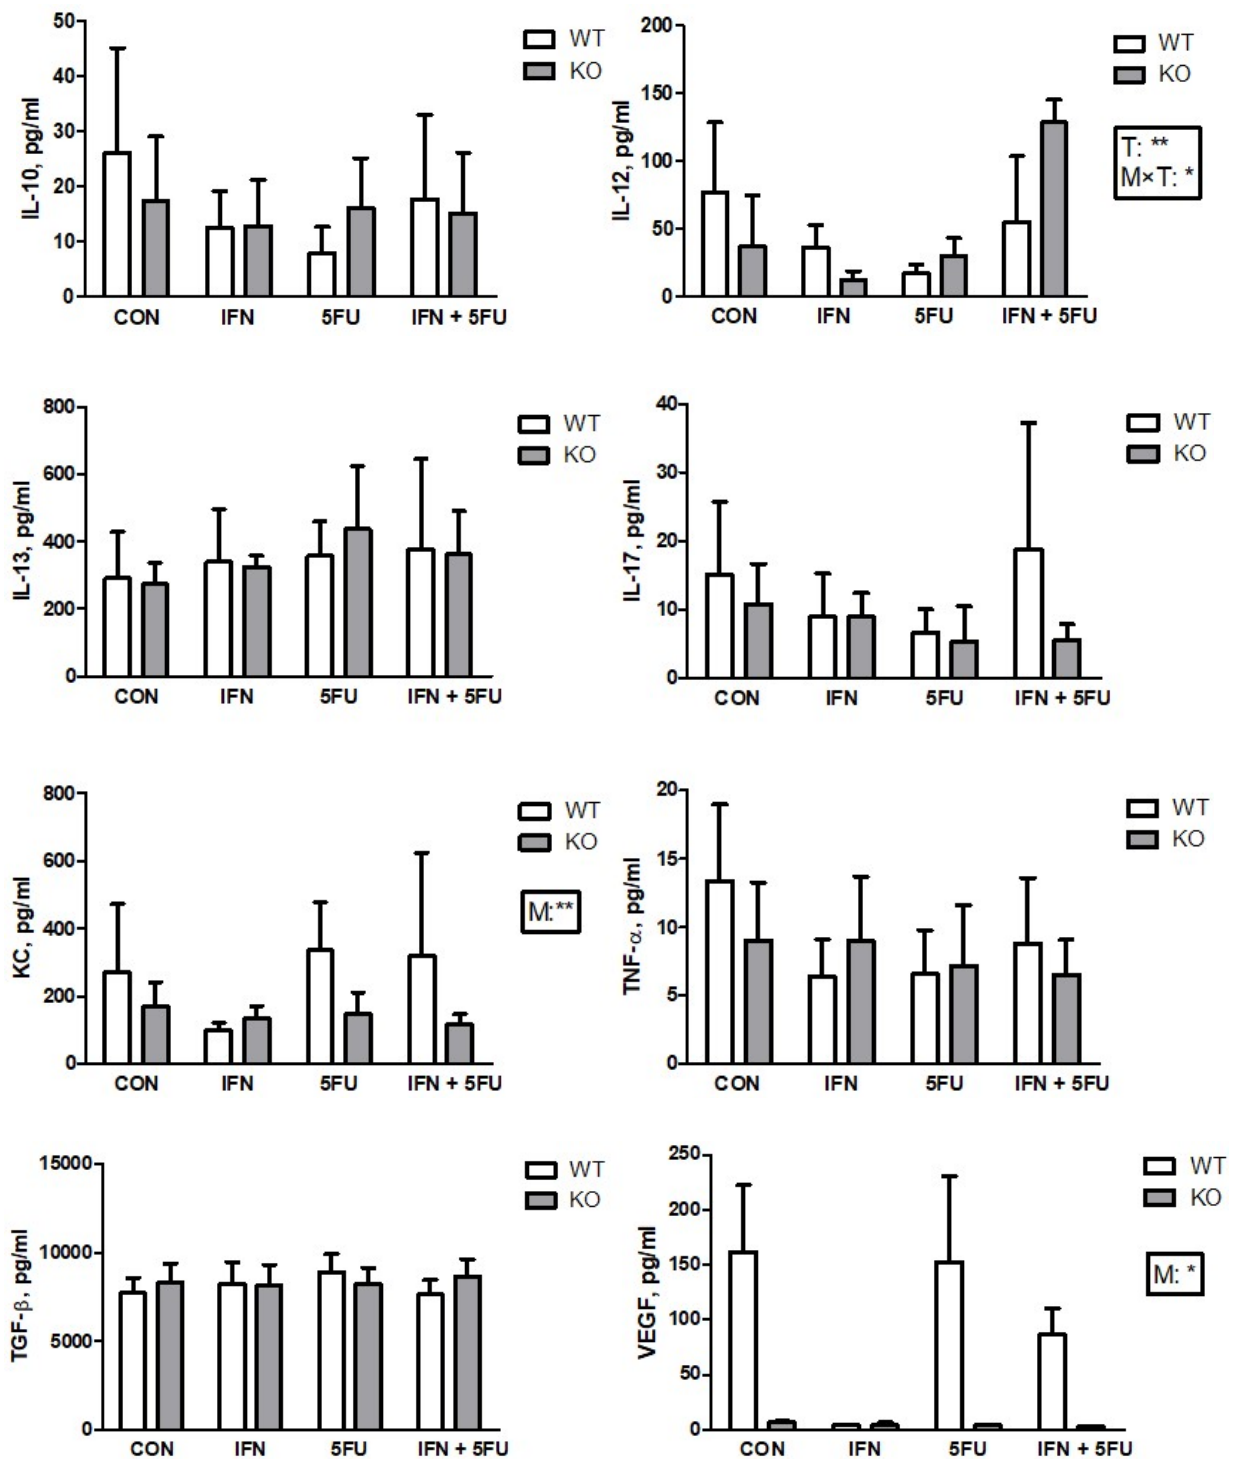 IL-10, pg/ml
50
40
30
20
10
0
CON IFN 5FU IFN + 5FU
WT
KO
IL-12, pg/ml
200
150
100
50
0
CON IFN 5FU IFN + 5FU
WT
KO
T: **
M×T: *
IL-13, pg/ml
800
600
400
200
0
CON IFN 5FU IFN + 5FU
WT
KO
IL-17, pg/ml
40
30
20
10
0
CON IFN 5FU IFN + 5FU
WT
KO
KC, pg/ml
800
600
400
200
0
CON IFN 5FU IFN + 5FU
WT
KO
M:**
TNF-α, pg/ml
20
15
10
5
0
CON IFN 5FU IFN + 5FU
WT
KO
TGF-β, pg/ml
15000
10000
5000
0
CON IFN 5FU IFN + 5FU
WT
KO
VEGF, pg/ml
250
200
150
100
50
0
CON IFN 5FU IFN + 5FU
WT
KO
M: *